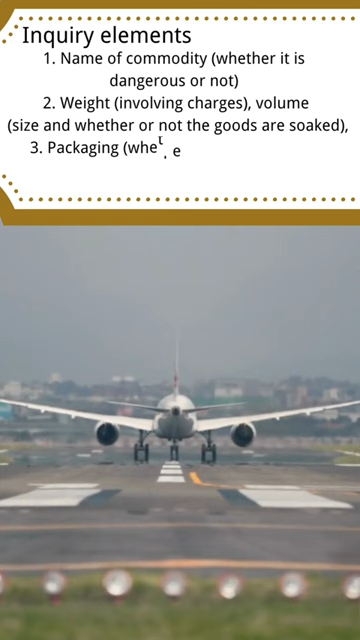 Inquiry elements
1. Name of commodity (whether it is
dangerous or not)
2. Weight (involving charges), volume
(size and whether or not the goods are soaked),
3. Packaging